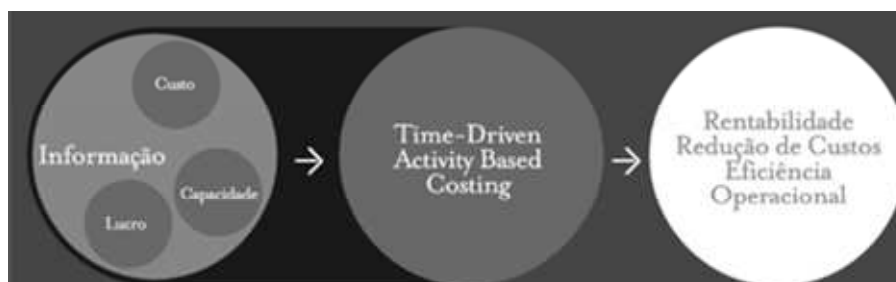 Custo
Informação
Capacidade
Lucro
Time-Driven
Activity Based
Costing
Rentabilidade
Redução de Custos
Eficiência
Operacional